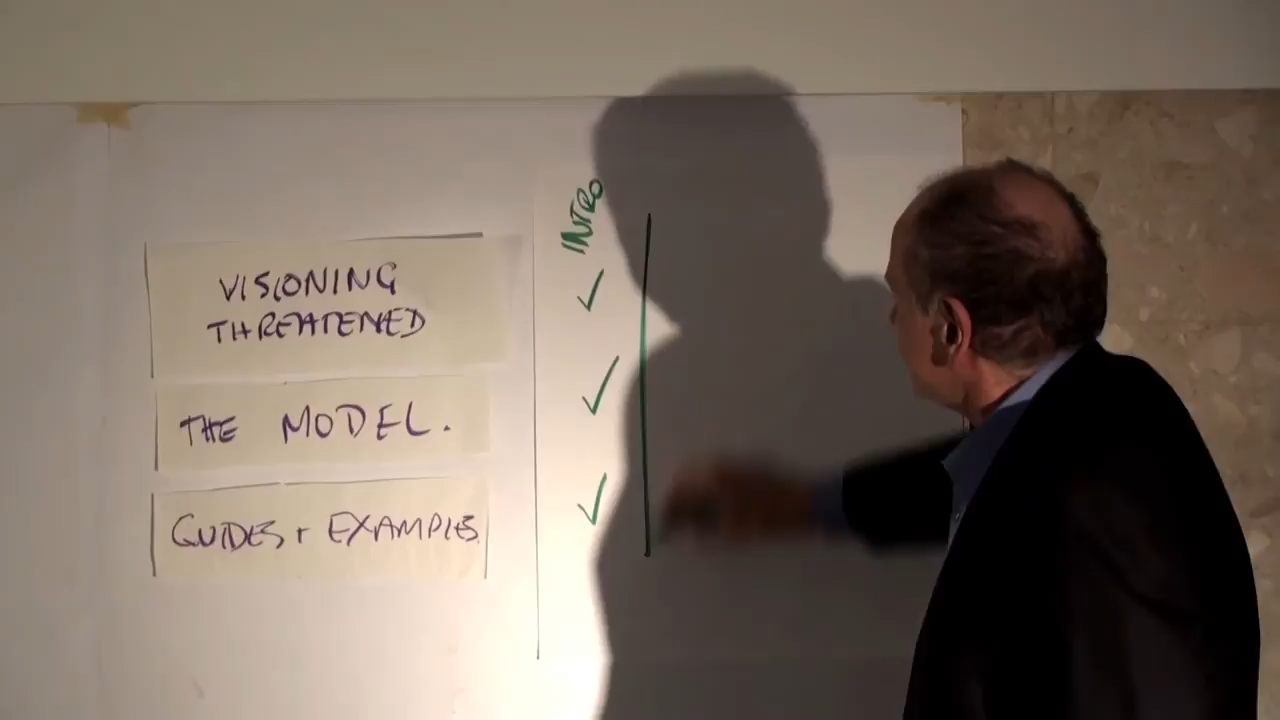 INTRO
VISIONING
THREATENED
✓
THE MODEL.
✓
GUIDES + EXAMPLES
✓